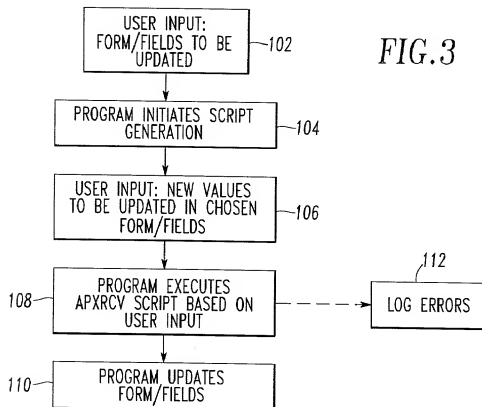 USER INPUT:
FORM/FIELDS TO BE
UPDATED
102
FIG.3
PROGRAM INITIATES SCRIPT
GENERATION
104
USER INPUT: NEW VALUES
TO BE UPDATED IN CHOSEN
FORM/FIELDS
106
108
PROGRAM EXECUTES
APXRCV SCRIPT BASED ON
USER INPUT
112
LOG ERRORS
110
PROGRAM UPDATES
FORM/FIELDS